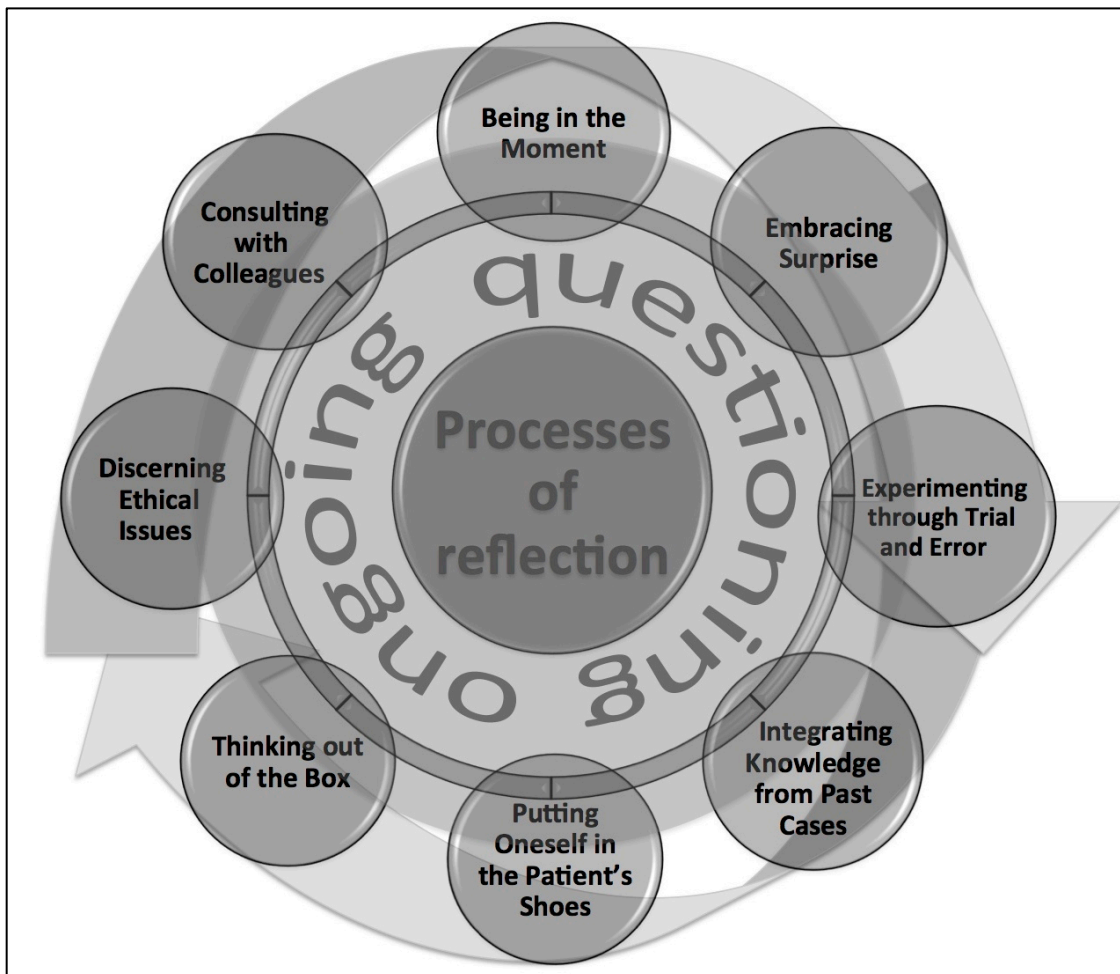 Processes
of
reflection
ongoing questioning
Being in the
Moment
Embracing
Surprise
Experimenting
through Trial
and Error
Integrating
Knowledge
from Past
Cases
Putting
Oneself in
the Patient's
Shoes
Thinking out
of the Box
Discerning
Ethical
Issues
Consulting
with
Colleagues